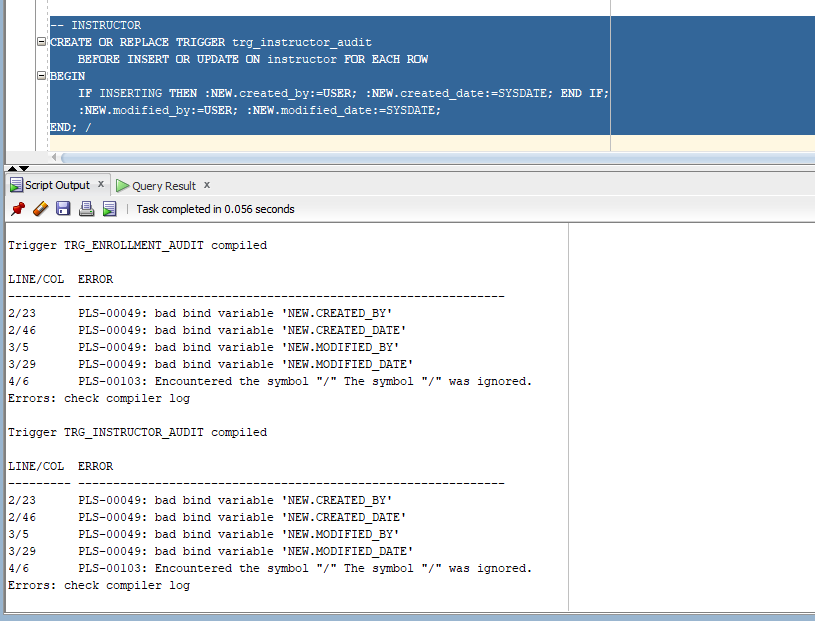 -- INSTRUCTOR
CREATE OR REPLACE TRIGGER trg_instructor_audit
    BEFORE INSERT OR UPDATE ON instructor FOR EACH ROW
BEGIN
    IF INSERTING THEN :NEW.created_by:=USER; :NEW.created_date:=SYSDATE; END IF;
    :NEW.modified_by:=USER; :NEW.modified_date:=SYSDATE;
END; /
Script Output x Query Result x
Task completed in 0.056 seconds
Trigger TRG_ENROLLMENT_AUDIT compiled
LINE/COL  ERROR
--------- -------------------------------------------------------------
2/23      PLS-00049: bad bind variable 'NEW.CREATED_BY'
2/46      PLS-00049: bad bind variable 'NEW.CREATED_DATE'
3/5       PLS-00049: bad bind variable 'NEW.MODIFIED_BY'
3/29      PLS-00049: bad bind variable 'NEW.MODIFIED_DATE'
4/6       PLS-00103: Encountered the symbol "/" The symbol "/" was ignored.
Errors: check compiler log
Trigger TRG_INSTRUCTOR_AUDIT compiled
LINE/COL  ERROR
--------- -------------------------------------------------------------
2/23      PLS-00049: bad bind variable 'NEW.CREATED_BY'
2/46      PLS-00049: bad bind variable 'NEW.CREATED_DATE'
3/5       PLS-00049: bad bind variable 'NEW.MODIFIED_BY'
3/29      PLS-00049: bad bind variable 'NEW.MODIFIED_DATE'
4/6       PLS-00103: Encountered the symbol "/" The symbol "/" was ignored.
Errors: check compiler log